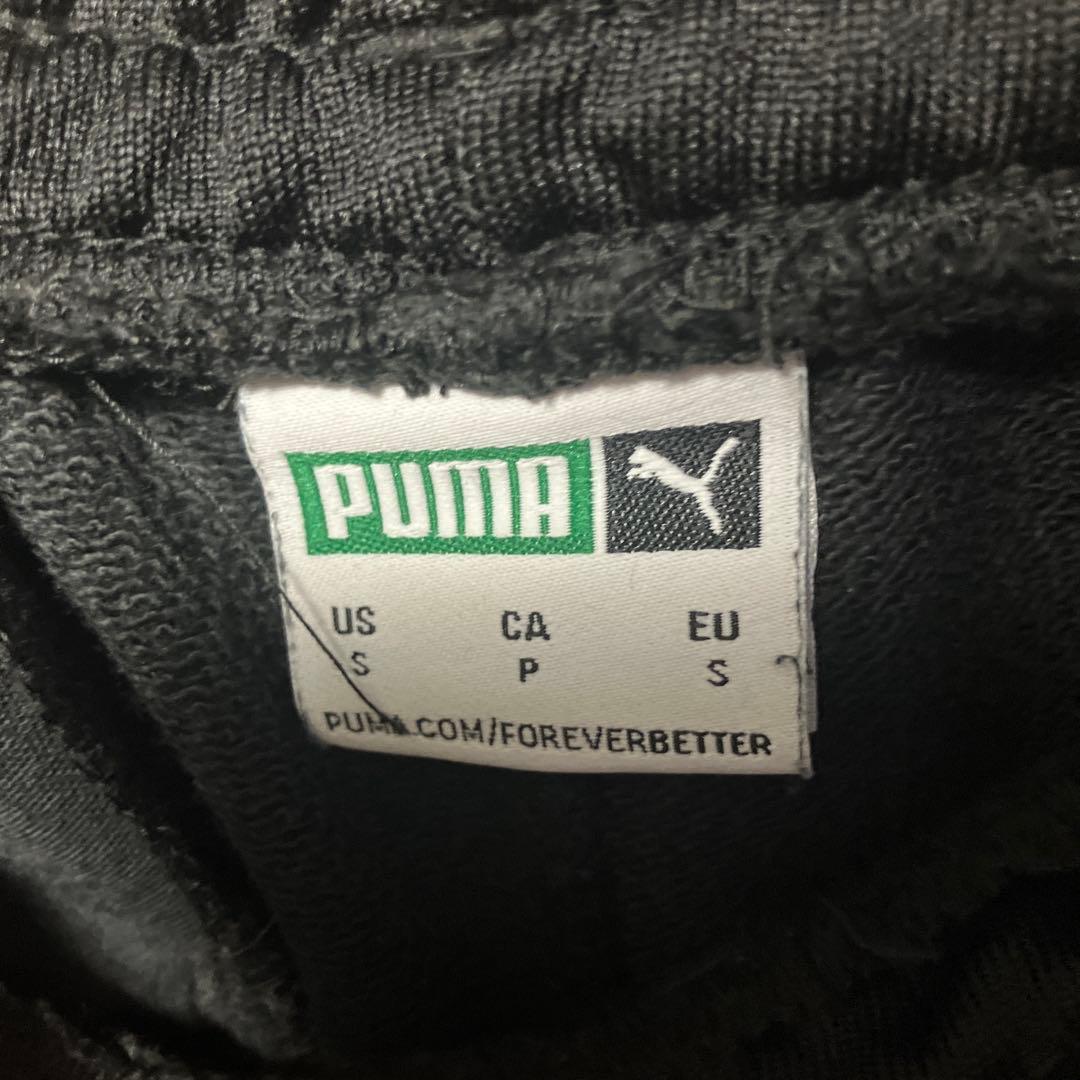 PUMA
US CA EU
S P S
PUMA.COM/FOREVERBETTER